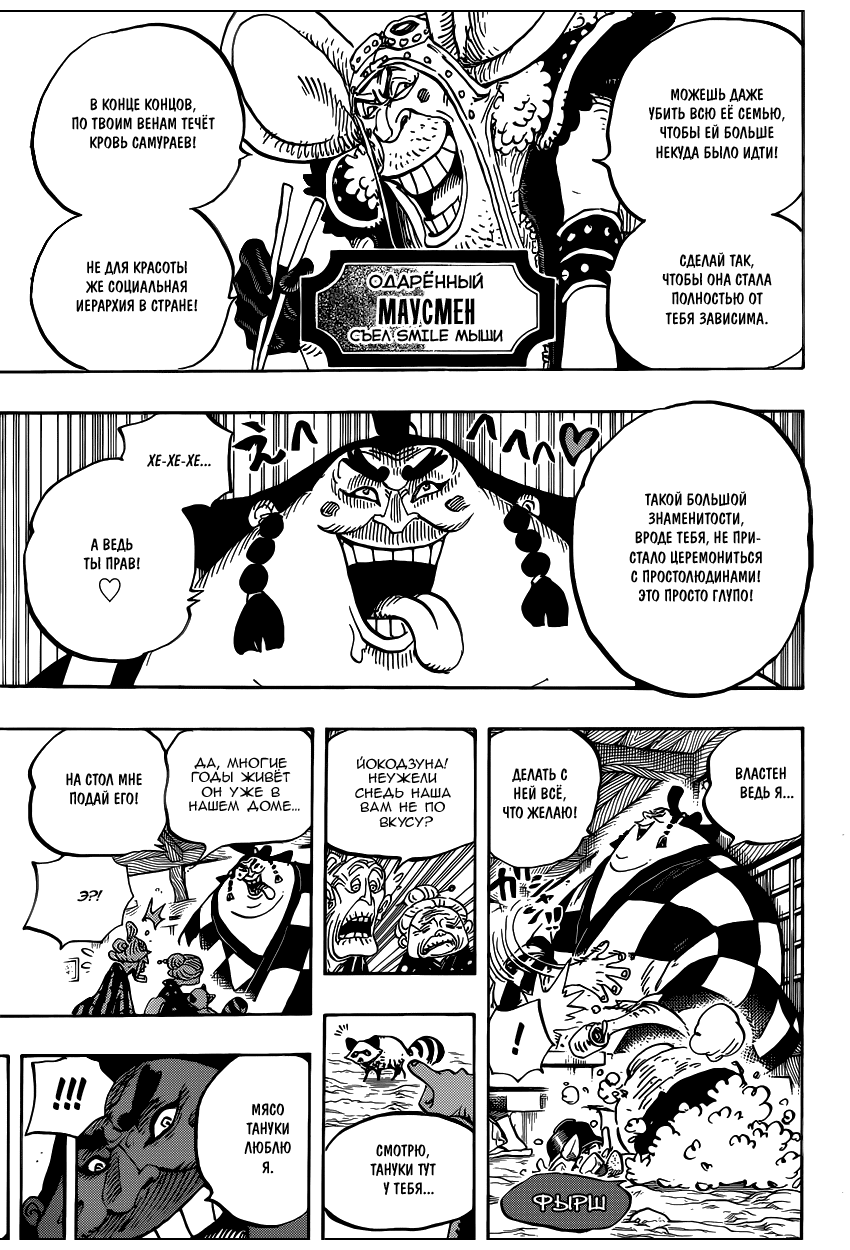 МОЖЕШЬ ДАЖЕ
УБИТЬ ВСЮ ЕЁ СЕМЬЮ,
ЧТОБЫ ЕЙ БОЛЬШЕ
НЕКУДА БЫЛО ИДТИ!
СДЕЛАЙ ТАК,
ЧТОБЫ ОНА СТАЛА
ПОЛНОСТЬЮ ОТ
ТЕБЯ ЗАВИСИМА.
В КОНЦЕ КОНЦОВ,
ПО ТВОИМ ВЕНАМ ТЕЧЁТ
КРОВЬ САМУРАЕВ!
НЕ ДЛЯ КРАСОТЫ
ЖЕ СОЦИАЛЬНАЯ
ИЕРАРХИЯ В СТРАНЕ!
ОДАРЁННЫЙ
МАУСМЕН
СЪЕЛ SMILE МЫШИ
ТАКОЙ БОЛЬШОЙ
ЗНАМЕНИТОСТИ,
ВРОДЕ ТЕБЯ, НЕ ПРИ-
СТАЛО ЦЕРЕМОНИТЬСЯ
С ПРОСТОЛЮДИНАМИ!
ЭТО ПРОСТО ГЛУПО!
えへへへへ♥
ХЕ-ХЕ-ХЕ...
А ВЕДЬ
ТЫ ПРАВ!
♡
ВЛАСТЕН
ВЕДЬ Я...
ДЕЛАТЬ С
НЕЙ ВСЁ,
ЧТО ЖЕЛАЮ!
!
ФЫРШ
ЙОКОДЗУНА!
НЕУЖЕЛИ
СНЕДЬ НАША
ВАМ НЕ ПО
ВКУСУ?
СМОТРЮ,
ТАНУКИ ТУТ
У ТЕБЯ...
ДА, МНОГИЕ
ГОДЫ ЖИВЁТ
ОН УЖЕ В
НАШЕМ ДОМЕ...
НА СТОЛ МНЕ
ПОДАЙ ЕГО!
Э?!
МЯСО
ТАНУКИ
ЛЮБЛЮ
Я.
!!!